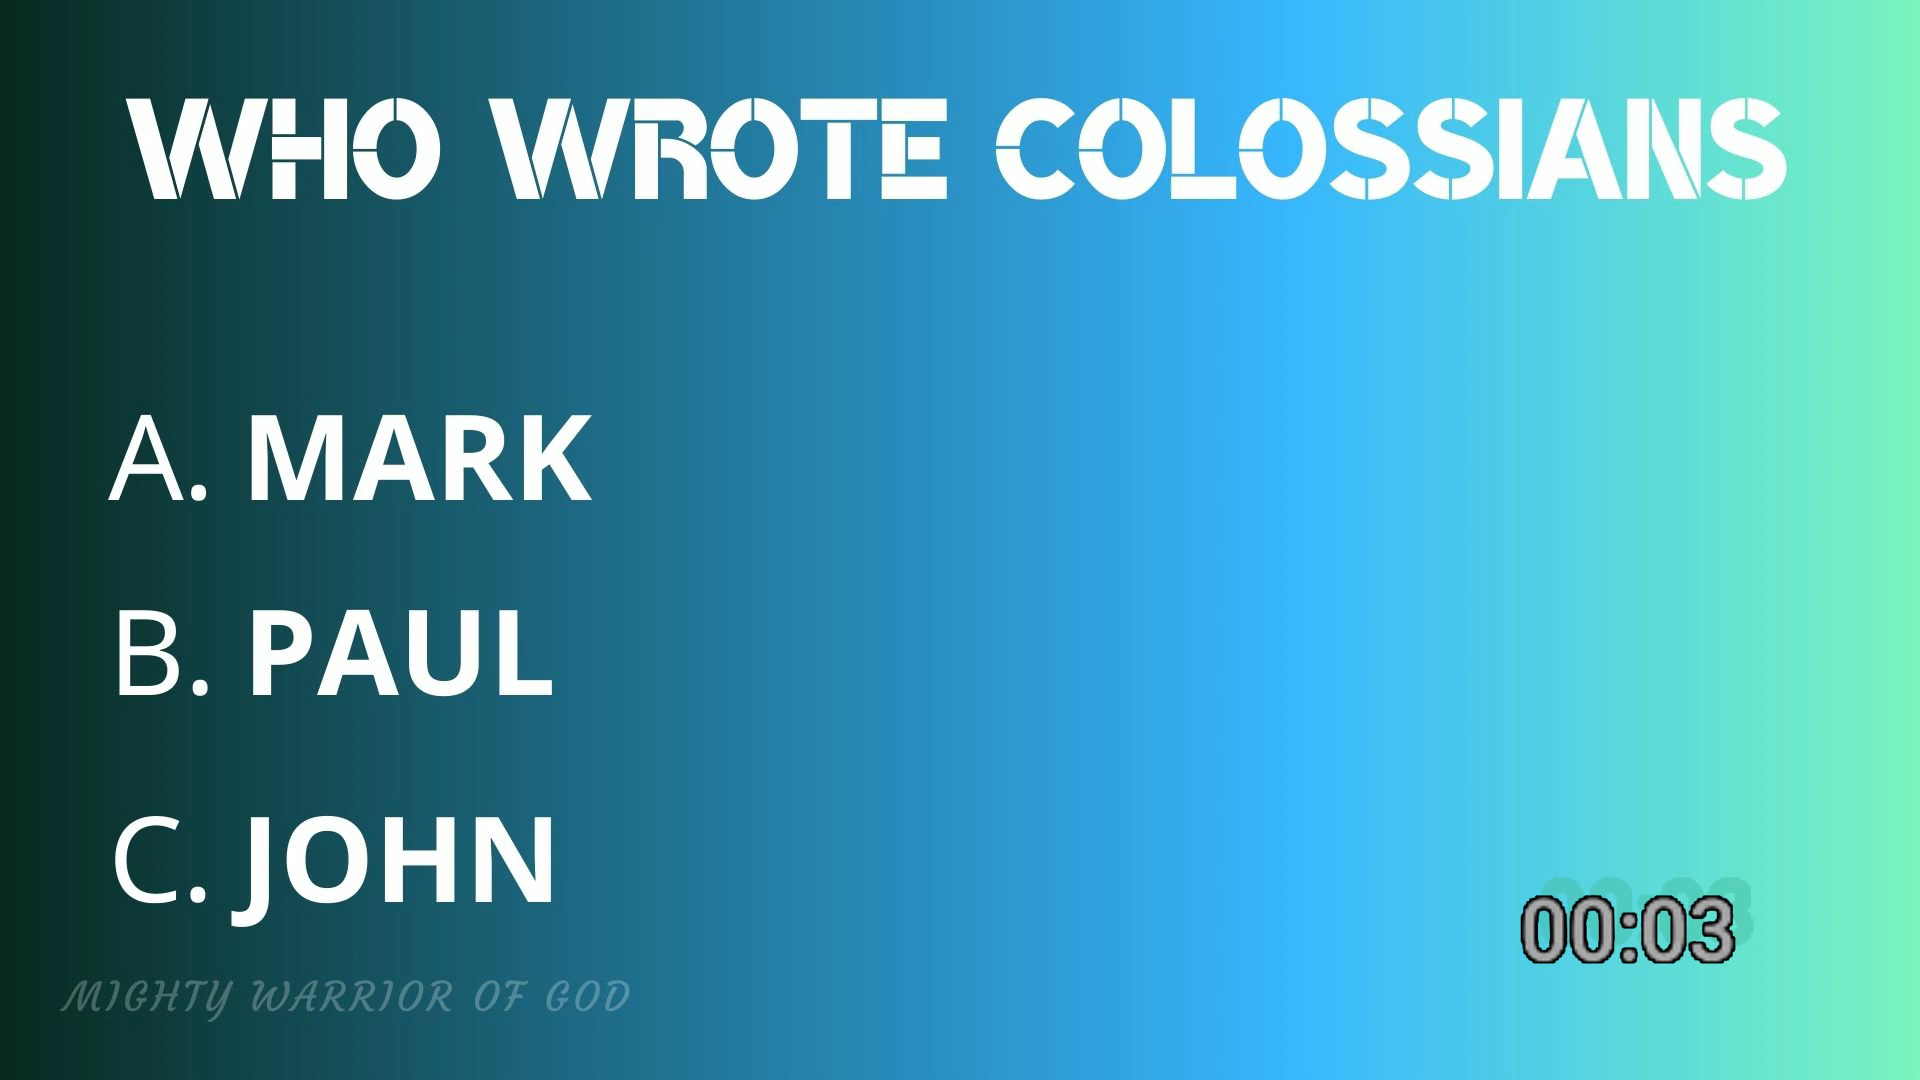 WHO WROTE COLOSSIANS
A. MARK
B. PAUL
C. JOHN
00:03
MIGHTY WARRIOR OF GOD